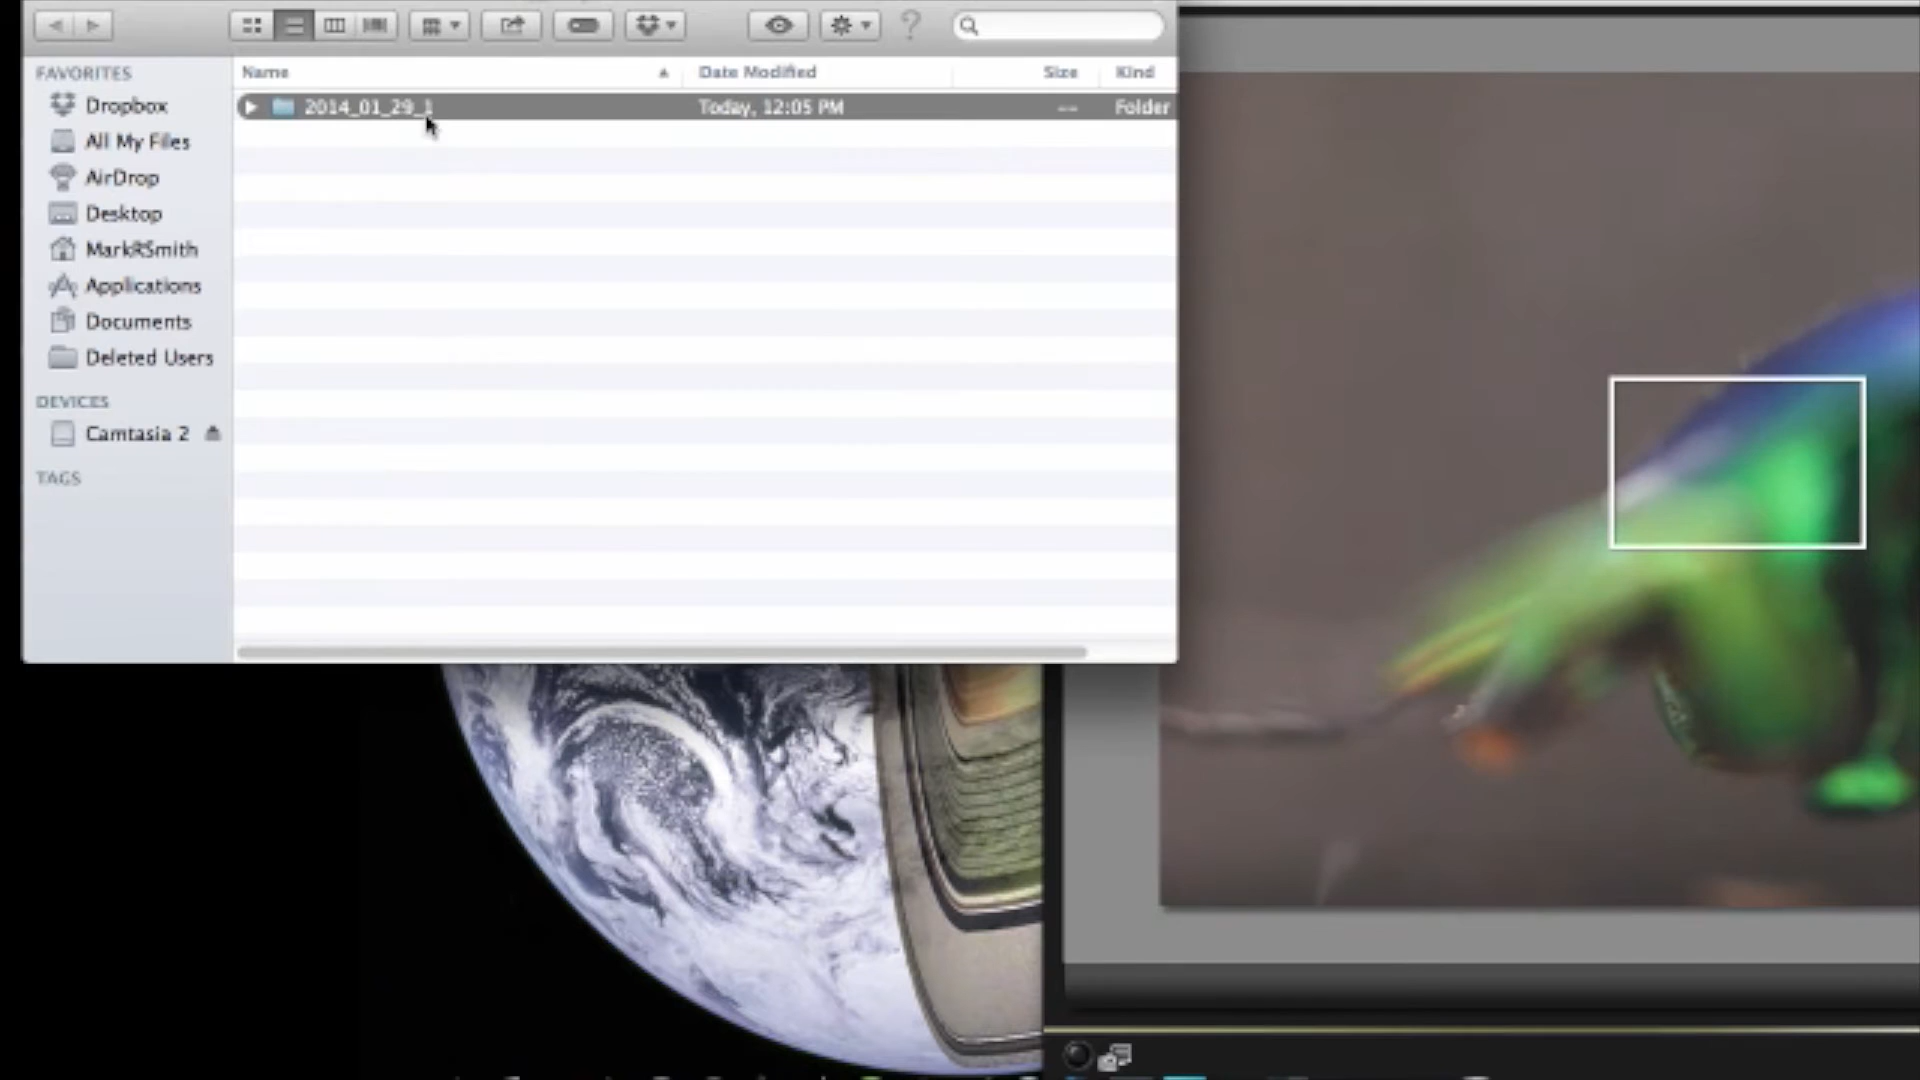 FAVORITES
Dropbox
All My Files
AirDrop
Desktop
MarkRSmith
Applications
Documents
Deleted Users
DEVICES
Camtasia 2
TAGS
Name Date Modified Size Kind
2014_01_29_1 Today, 12:05 PM -- Folder